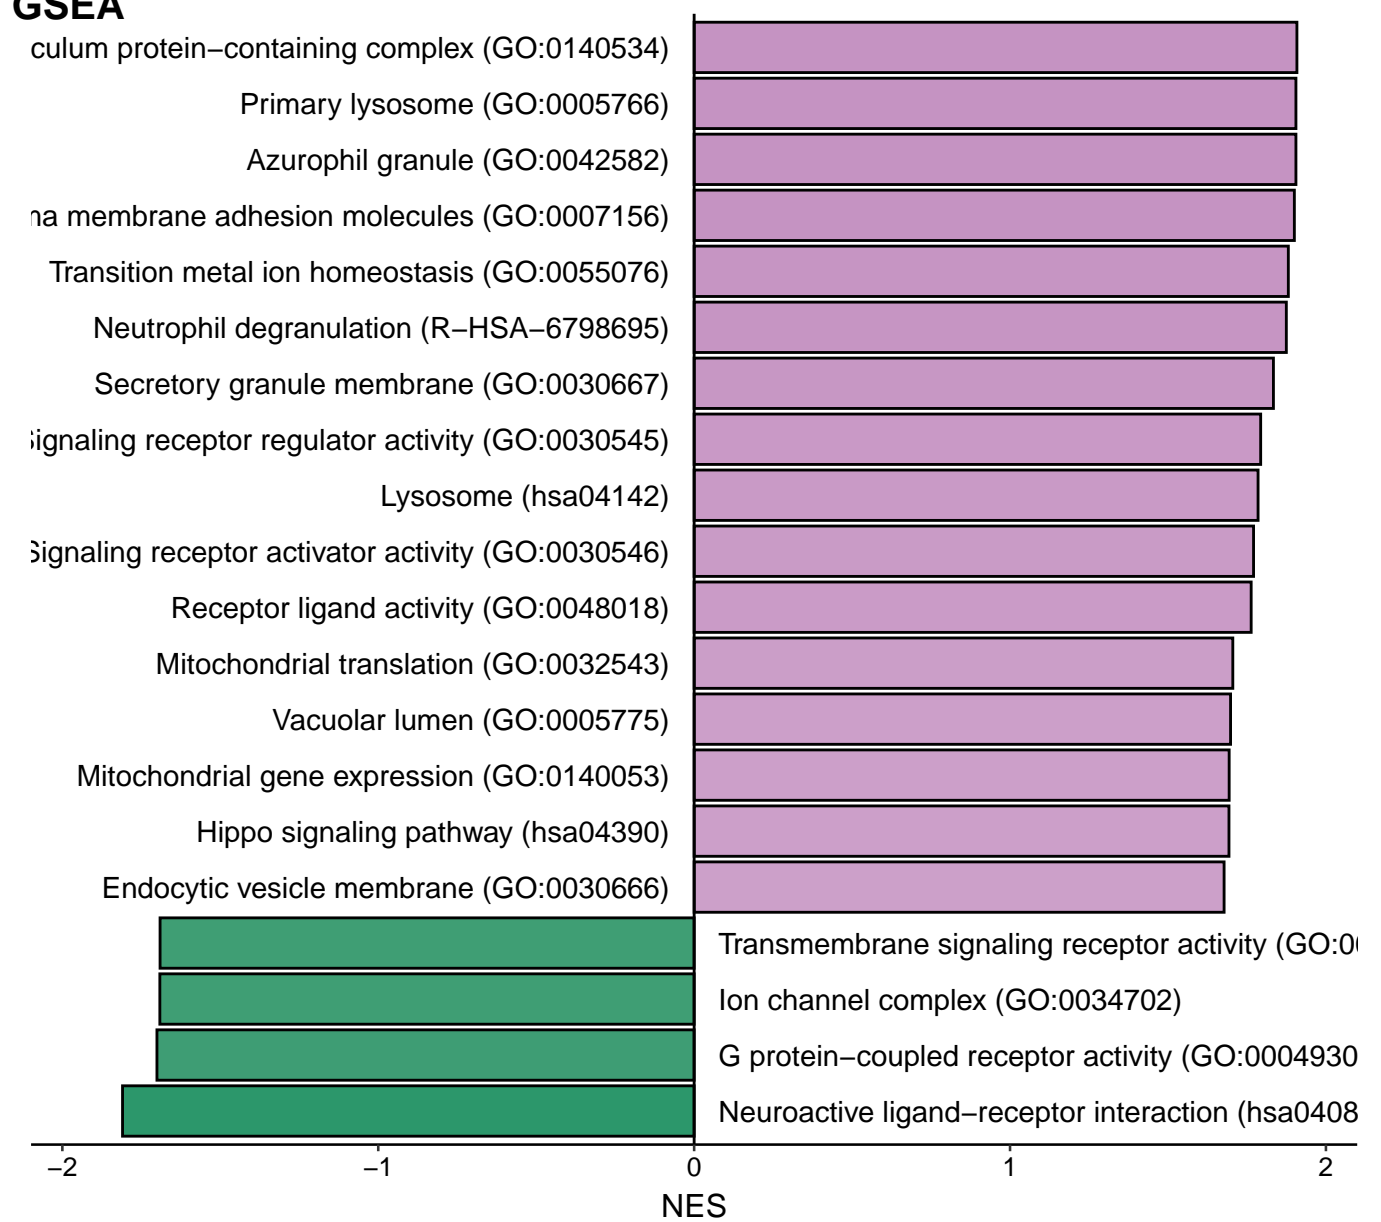 GSEA
culum protein−containing complex (GO:0140534)
Primary lysosome (GO:0005766)
Azurophil granule (GO:0042582)
na membrane adhesion molecules (GO:0007156)
Transition metal ion homeostasis (GO:0055076)
Neutrophil degranulation (R−HSA−6798695)
Secretory granule membrane (GO:0030667)
Signaling receptor regulator activity (GO:0030545)
Lysosome (hsa04142)
Signaling receptor activator activity (GO:0030546)
Receptor ligand activity (GO:0048018)
Mitochondrial translation (GO:0032543)
Vacuolar lumen (GO:0005775)
Mitochondrial gene expression (GO:0140053)
Hippo signaling pathway (hsa04390)
Endocytic vesicle membrane (GO:0030666)
Transmembrane signaling receptor activity (GO:00
Ion channel complex (GO:0034702)
G protein−coupled receptor activity (GO:0004930
Neuroactive ligand−receptor interaction (hsa0408
−2 −1 0 1 2
NES